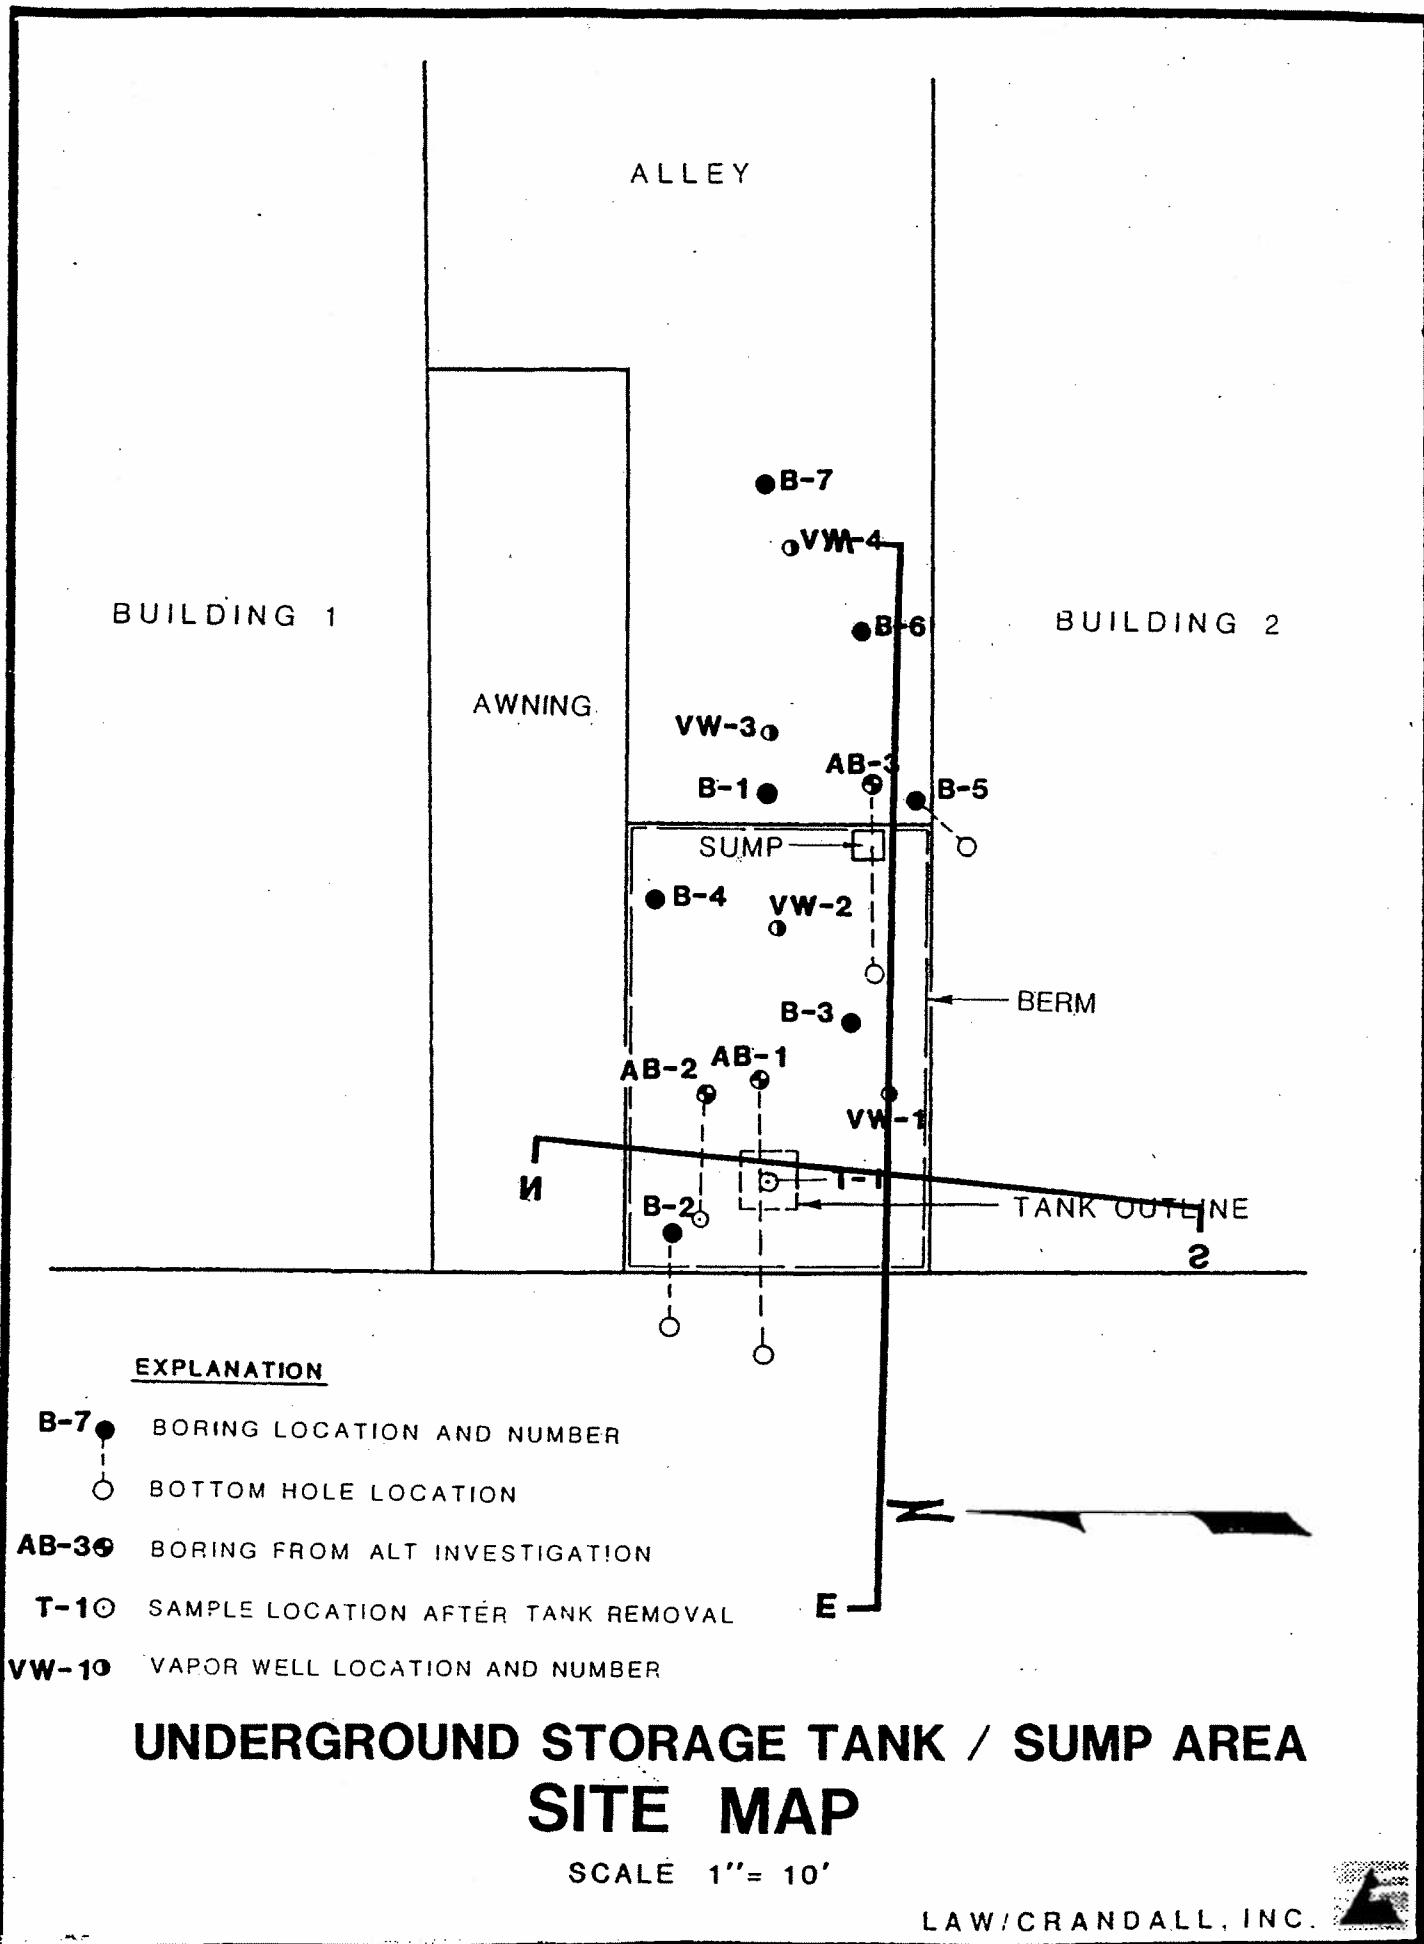 ALLEY
B-7
BUILDING 1
B-6
BUILDING 2
AWNING
VW-3
AB-3
B-1
B-5
SUMP
B-4
VW-2
B-3
BERM
AB-2
AB-1
VW-1
N
T-1
B-2
TANK OUTLINE
S
EXPLANATION
B-7 BORING LOCATION AND NUMBER
BOTTOM HOLE LOCATION
N
AB-3 BORING FROM ALT INVESTIGATION
T-1 SAMPLE LOCATION AFTER TANK REMOVAL
E
VW-1 VAPOR WELL LOCATION AND NUMBER
UNDERGROUND STORAGE TANK / SUMP AREA
SITE MAP
SCALE 1"= 10'
LAW/CRANDALL, INC.